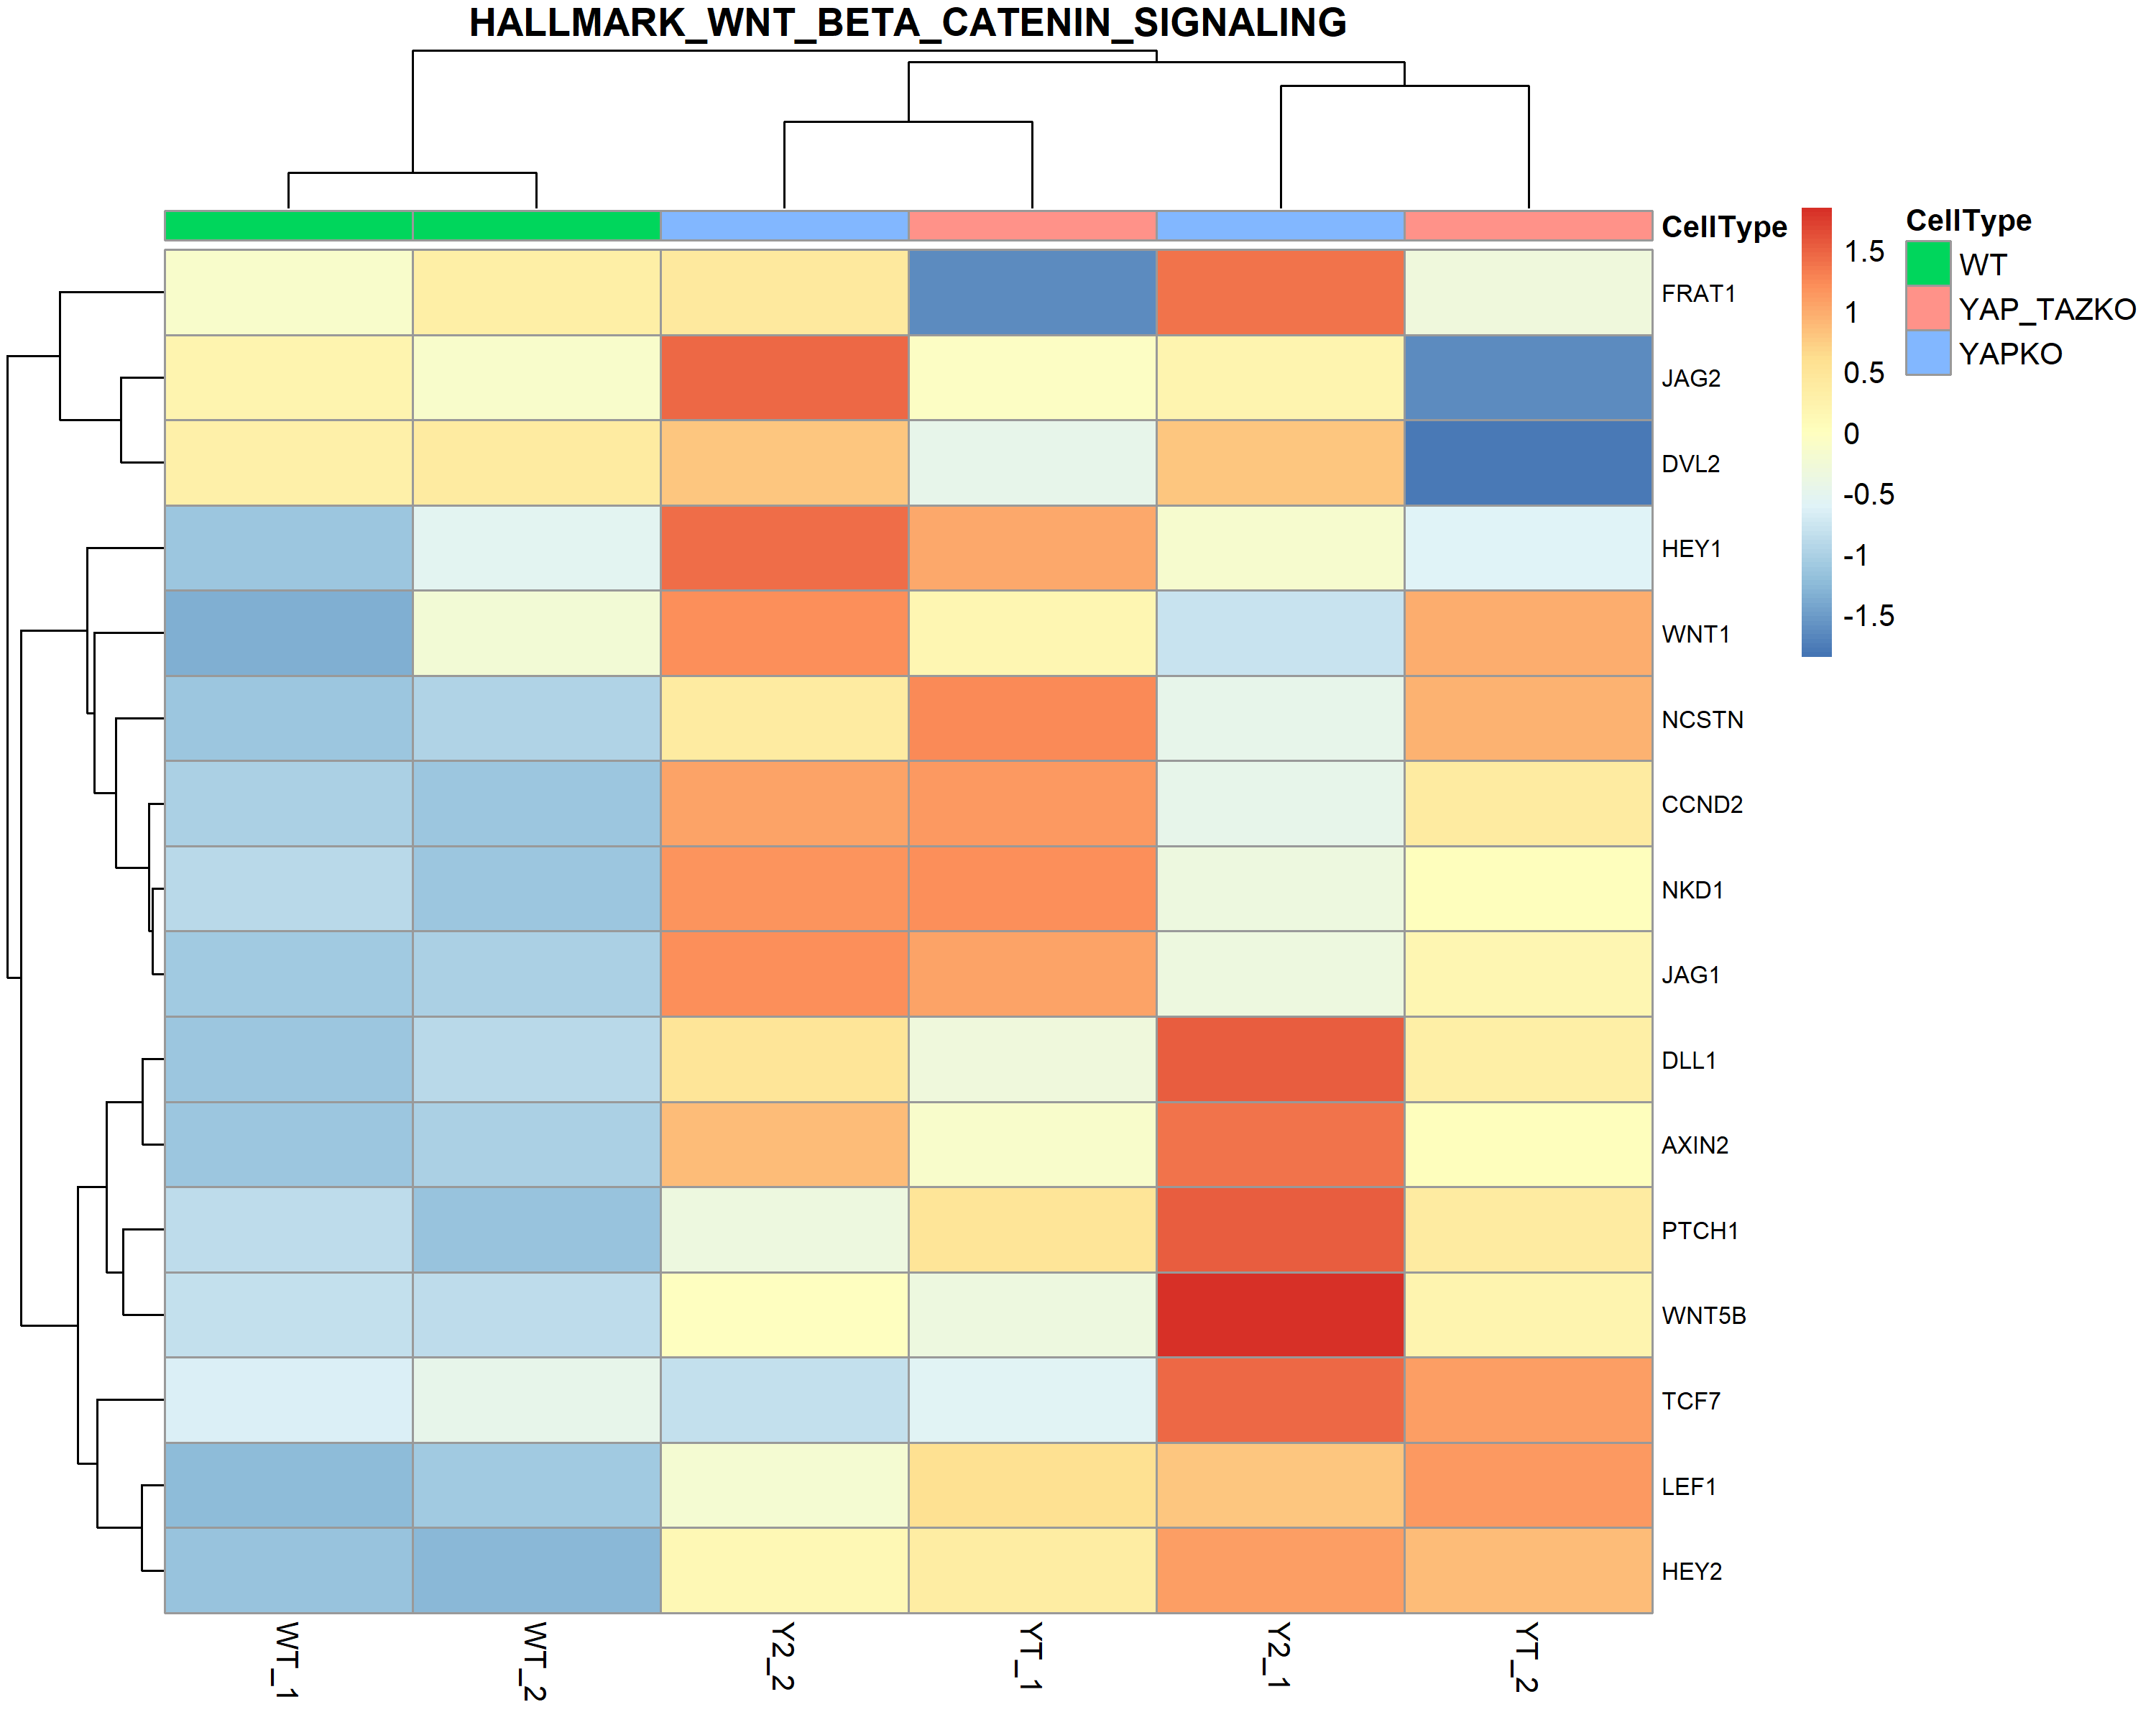 HALLMARK_WNT_BETA_CATENIN_SIGNALING
CellType
FRAT1
JAG2
DVL2
HEY1
WNT1
NCSTN
CCND2
NKD1
JAG1
DLL1
AXIN2
PTCH1
WNT5B
TCF7
LEF1
HEY2
WT_1
WT_2
Y2_2
YT_1
Y2_1
YT_2
1.5
1
0.5
0
-0.5
-1
-1.5
CellType
WT
YAP_TAZKO
YAPKO